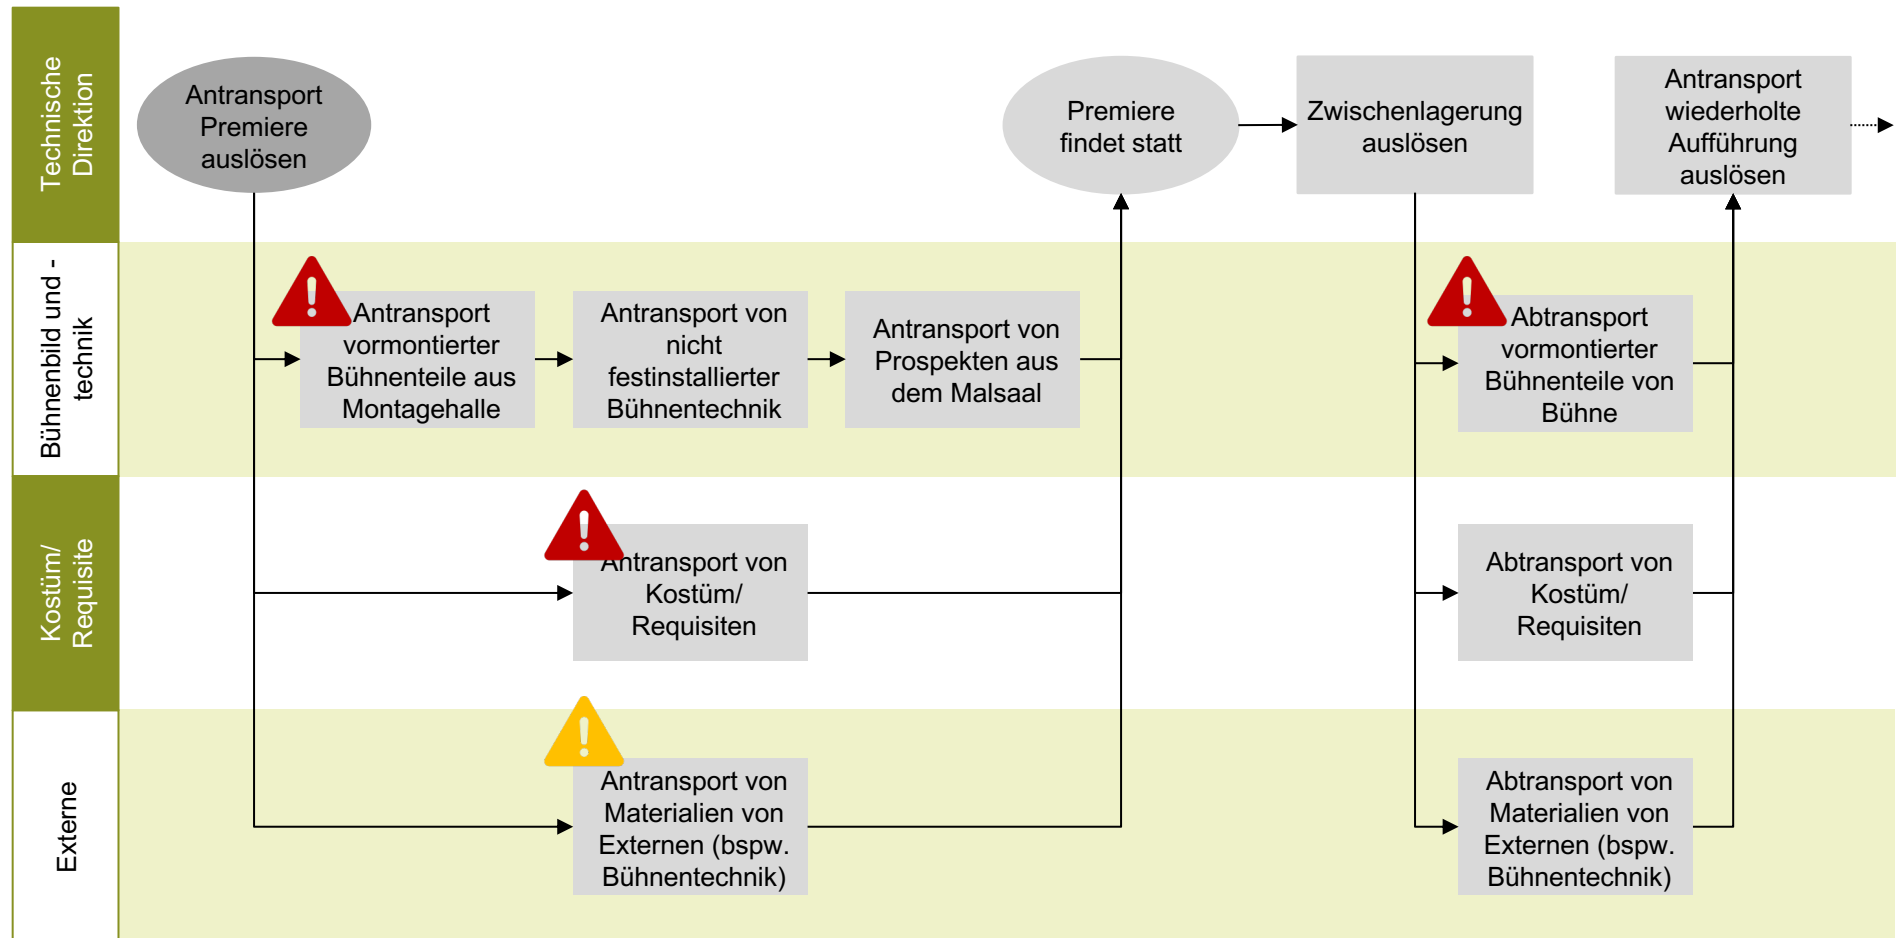 Technische
Direktion
Antransport
Premiere
auslösen
Premiere
findet statt
Zwischenlagerung
auslösen
Antransport
wiederholte
Aufführung
auslösen
Bühnenbild und -
technik
Antransport
vormontierter
Bühnenteile aus
Montagehalle
Antransport von
nicht
festinstallierter
Bühnentechnik
Antransport von
Prospekten aus
dem Malsaal
Abtransport
vormontierter
Bühnenteile von
Bühne
Kostüm/
Requisite
Antransport von
Kostüm/
Requisiten
Abtransport von
Kostüm/
Requisiten
Externe
Antransport von
Materialien von
Externen (bspw.
Bühnentechnik)
Abtransport von
Materialien von
Externen (bspw.
Bühnentechnik)